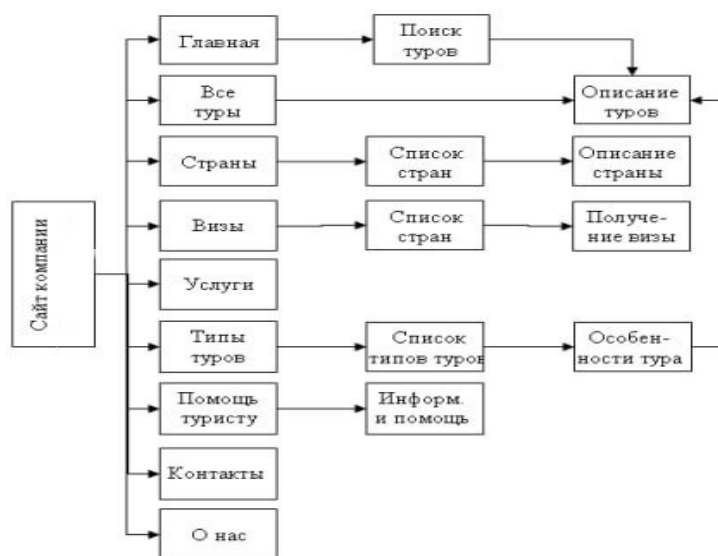 Сайт компании
Главная
Поиск
туров
Все
туры
Описание
туров
Страны
Список
стран
Описание
страны
Визы
Список
стран
Получе-
ние визы
Услуги
Типы
туров
Список
типов туров
Особен-
ности тура
Помощь
туристу
Информ.
и помощь
Контакты
О нас